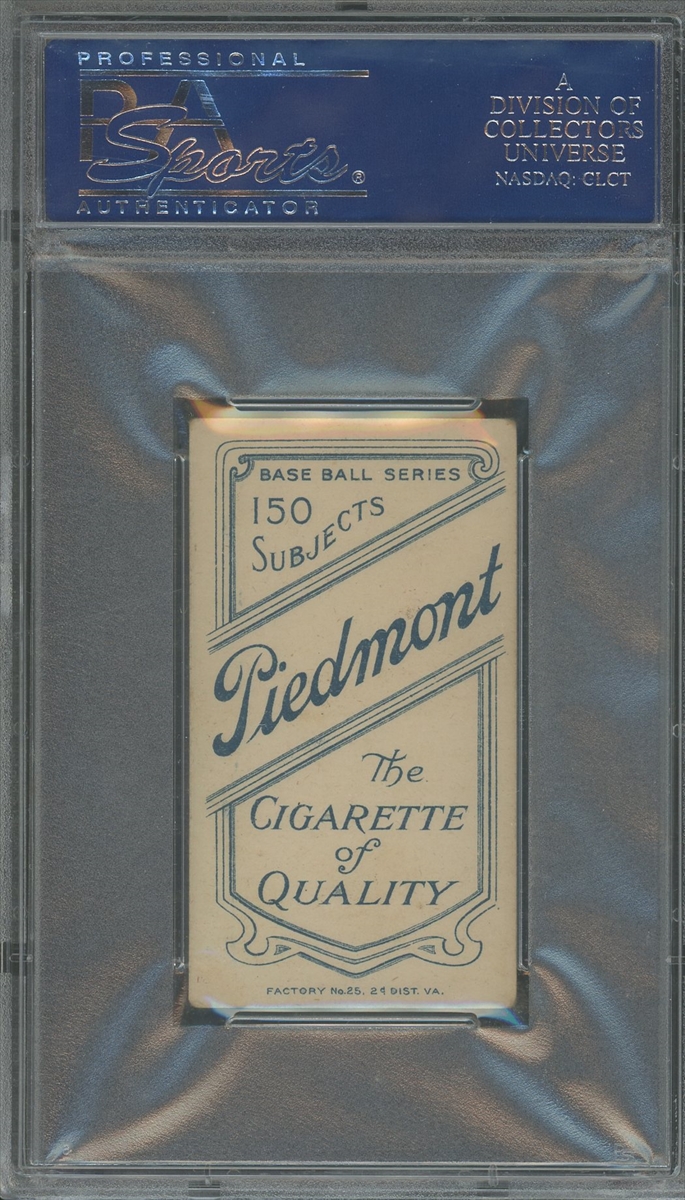 PROFESSIONAL
PSA
Sports®
AUTHENTICATOR
A
DIVISION OF
COLLECTORS
UNIVERSE
NASDAQ: CLCT
BASE BALL SERIES
150
SUBJECTS
Piedmont
The
CIGARETTE
of
QUALITY
FACTORY No. 25, 2d DIST. VA.